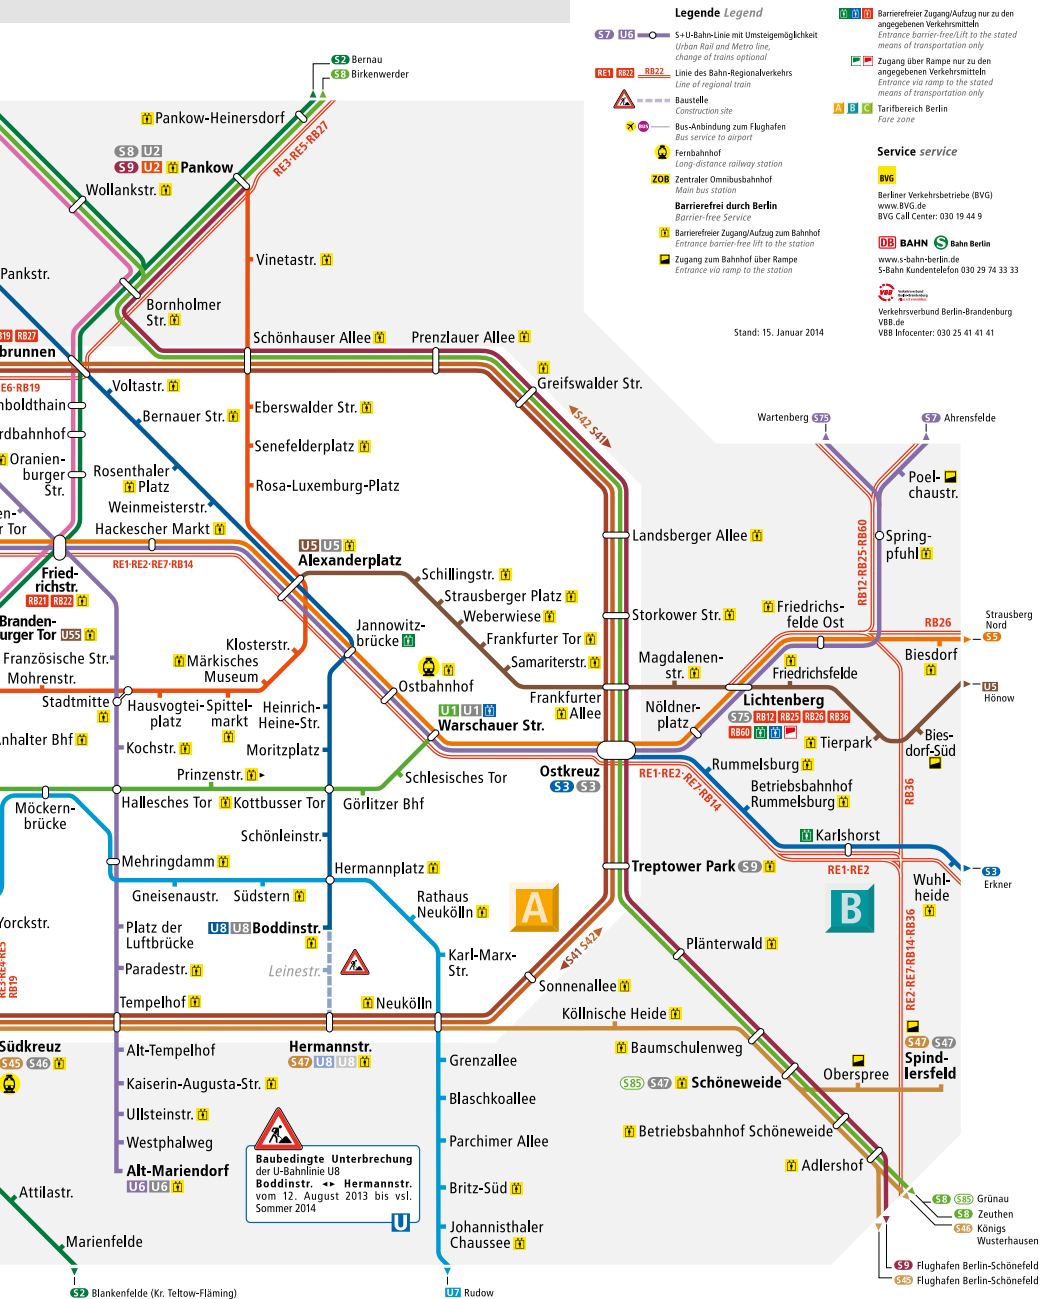 S2 Bernau
S8 Birkenwerder
Pankow-Heinersdorf
RE3·RE5·RB27
S8 U2
S9 U2 Pankow
Wollankstr.
Vinetastr.
Pankstr.
Bornholmer
Str.
RB27
brunnen
E6·RB19
Schönhauser Allee
Prenzlauer Allee
Greifswalder Str.
S42 S41
Voltastr.
Bernauer Str.
Eberswalder Str.
Senefelderplatz
Rosa-Luxemburg-Platz
mboldthain
rdbahnhof
Oranien-
burger
Str.
Rosenthaler
Platz
Weinmeisterstr.
en-
r Tor
Hackescher Markt
RE1·RE2·RE7·RB14
U5 U5
Alexanderplatz
Schillingstr.
Strausberger Platz
Weberwiese
Frankfurter Tor
Samariterstr.
Frankfurter
Allee
Fried-
richstr.
RB21 RB22
Branden-
urger Tor U55
Französische Str.
Mohrenstr.
Stadtmitte
Klosterstr.
Märkisches
Museum
Hausvogtei-
platz
Spittel-
markt
Jannowitz-
brücke
Ostbahnhof
U1 U1
Warschauer Str.
Heinrich-
Heine-Str.
Moritzplatz
nhalter Bhf
Kochstr.
Prinzenstr.
Schlesisches Tor
Hallesches Tor
Kottbusser Tor
Görlitzer Bhf
Möckern-
brücke
Schönleinstr.
Mehringdamm
Hermannplatz
Gneisenaustr.
Südstern
Rathaus
Neukölln
Yorckstr.
RE3·RE4·RE5
RB19
Platz der
Luftbrücke
U8 U8 Boddinstr.
Leinestr.
Karl-Marx-
Str.
Paradestr.
Tempelhof
Neukölln
Südkreuz
S45 S46
Hermannstr.
S47 U8 U8
Alt-Tempelhof
Kaiserin-Augusta-Str.
Ullsteinstr.
Westphalweg
Alt-Mariendorf
U6 U6
Grenzallee
Blaschkoallee
Parchimer Allee
Britz-Süd
Johannisthaler
Chaussee
U7 Rudow
Attilastr.
Marienfelde
S2 Blankenfelde (Kr. Teltow-Fläming)
Baubedingte Unterbrechung
der U-Bahnlinie U8
Boddinstr. ◄► Hermannstr.
vom 12. August 2013 bis vsl.
Sommer 2014
U
Landsberger Allee
Storkower Str.
Magdalenen-
str.
Friedrichs-
felde Ost
Friedrichsfelde
Lichtenberg
S75 RB12 RB25 RB26 RB36
RB60
Nöldner-
platz
Tierpark
Bies-
dorf-Süd
Biesdorf
RB26
Strausberg
Nord
S5
U5
Hönow
Wartenberg S75
S7 Ahrensfelde
Poel-
chaustr.
Spring-
pfuhl
RB12·RB25·RB60
RB36
Ostkreuz
S3 S3
RE1·RE2·RE7·RB14
Rummelsburg
Betriebsbahnhof
Rummelsburg
Karlshorst
RE1·RE2
S3
Erkner
Wuhl-
heide
Treptower Park S9
A
B
Plänterwald
S41 S42
Sonnenallee
Köllnische Heide
Baumschulenweg
S85 S47 Schöneweide
Betriebsbahnhof Schöneweide
Adlershof
Oberspree
RE2·RE7·RB14·RB36
S47 S47
Spind-
lersfeld
S8 S85 Grünau
S8 Zeuthen
S46 Königs
Wusterhausen
S9 Flughafen Berlin-Schönefeld
S45 Flughafen Berlin-Schönefeld
Legende Legend
S7 U6 S+U-Bahn-Linie mit Umsteigemöglichkeit
Urban Rail and Metro line,
change of trains optional
RE1 RB22 RB22 Linie des Bahn-Regionalverkehrs
Line of regional train
Baustelle
Construction site
BUS Bus-Anbindung zum Flughafen
Bus service to airport
Fernbahnhof
Long-distance railway station
ZOB Zentraler Omnibusbahnhof
Main bus station
Barrierefrei durch Berlin
Barrier-free Service
Barrierefreier Zugang/Aufzug zum Bahnhof
Entrance barrier-free lift to the station
Zugang zum Bahnhof über Rampe
Entrance via ramp to the station
Barrierefreier Zugang/Aufzug nur zu den
angegebenen Verkehrsmitteln
Entrance barrier-free/Lift to the stated
means of transportation only
Zugang über Rampe nur zu den
angegebenen Verkehrsmitteln
Entrance via ramp to the stated
means of transportation only
A B C Tarifbereich Berlin
Fare zone
Service service
BVG
Berliner Verkehrsbetriebe (BVG)
www.BVG.de
BVG Call Center: 030 19 44 9
DB BAHN S Bahn Berlin
www.s-bahn-berlin.de
S-Bahn Kundentelefon 030 29 74 33 33
VBB
Verkehrsverbund Berlin-Brandenburg
VBB.de
VBB Infocenter: 030 25 41 41 41
Stand: 15. Januar 2014